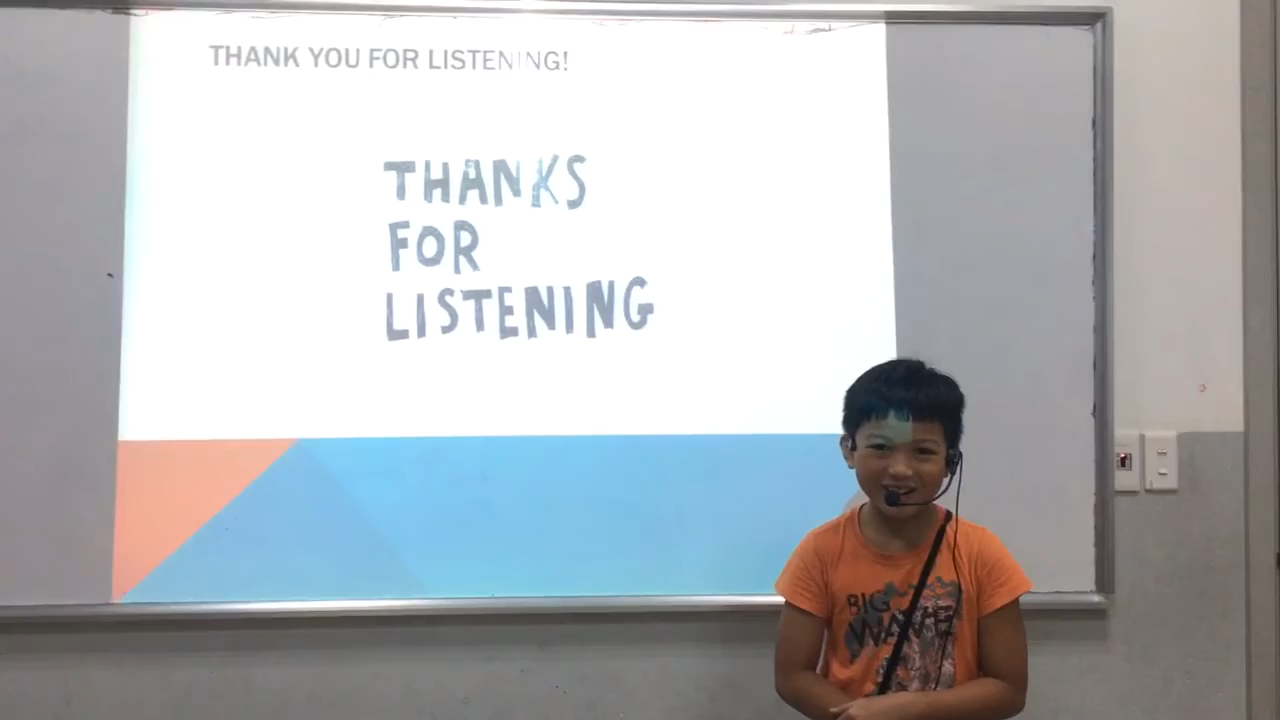 THANK YOU FOR LISTENING!
THANKS
FOR
LISTENING
BIG
WAVE